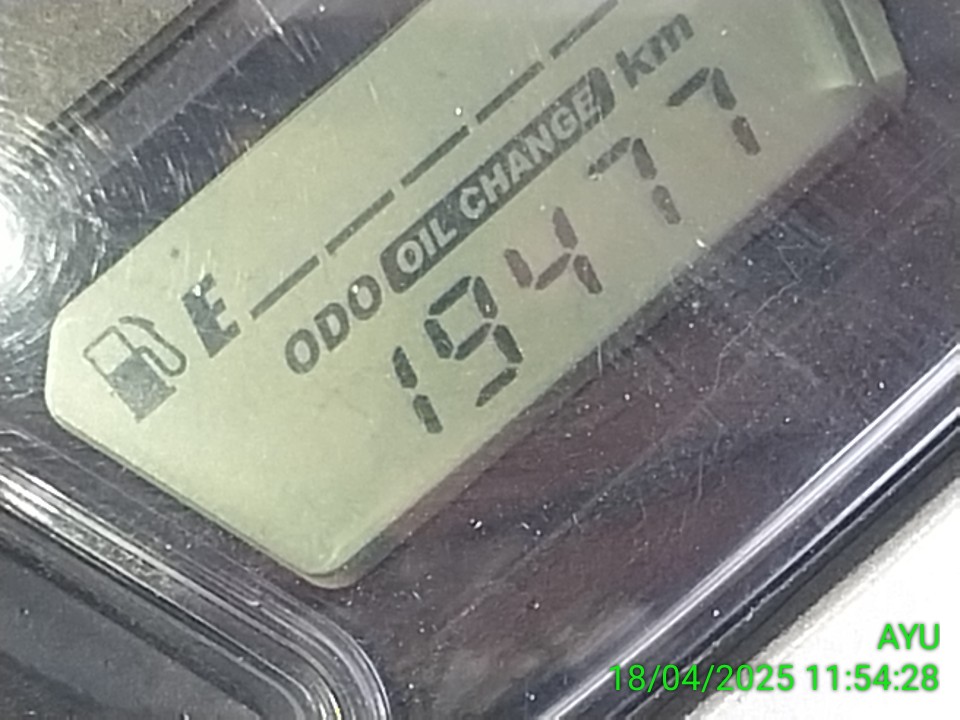 E
ODO OIL CHANGE km
19477
AYU
18/04/2025 11:54:28